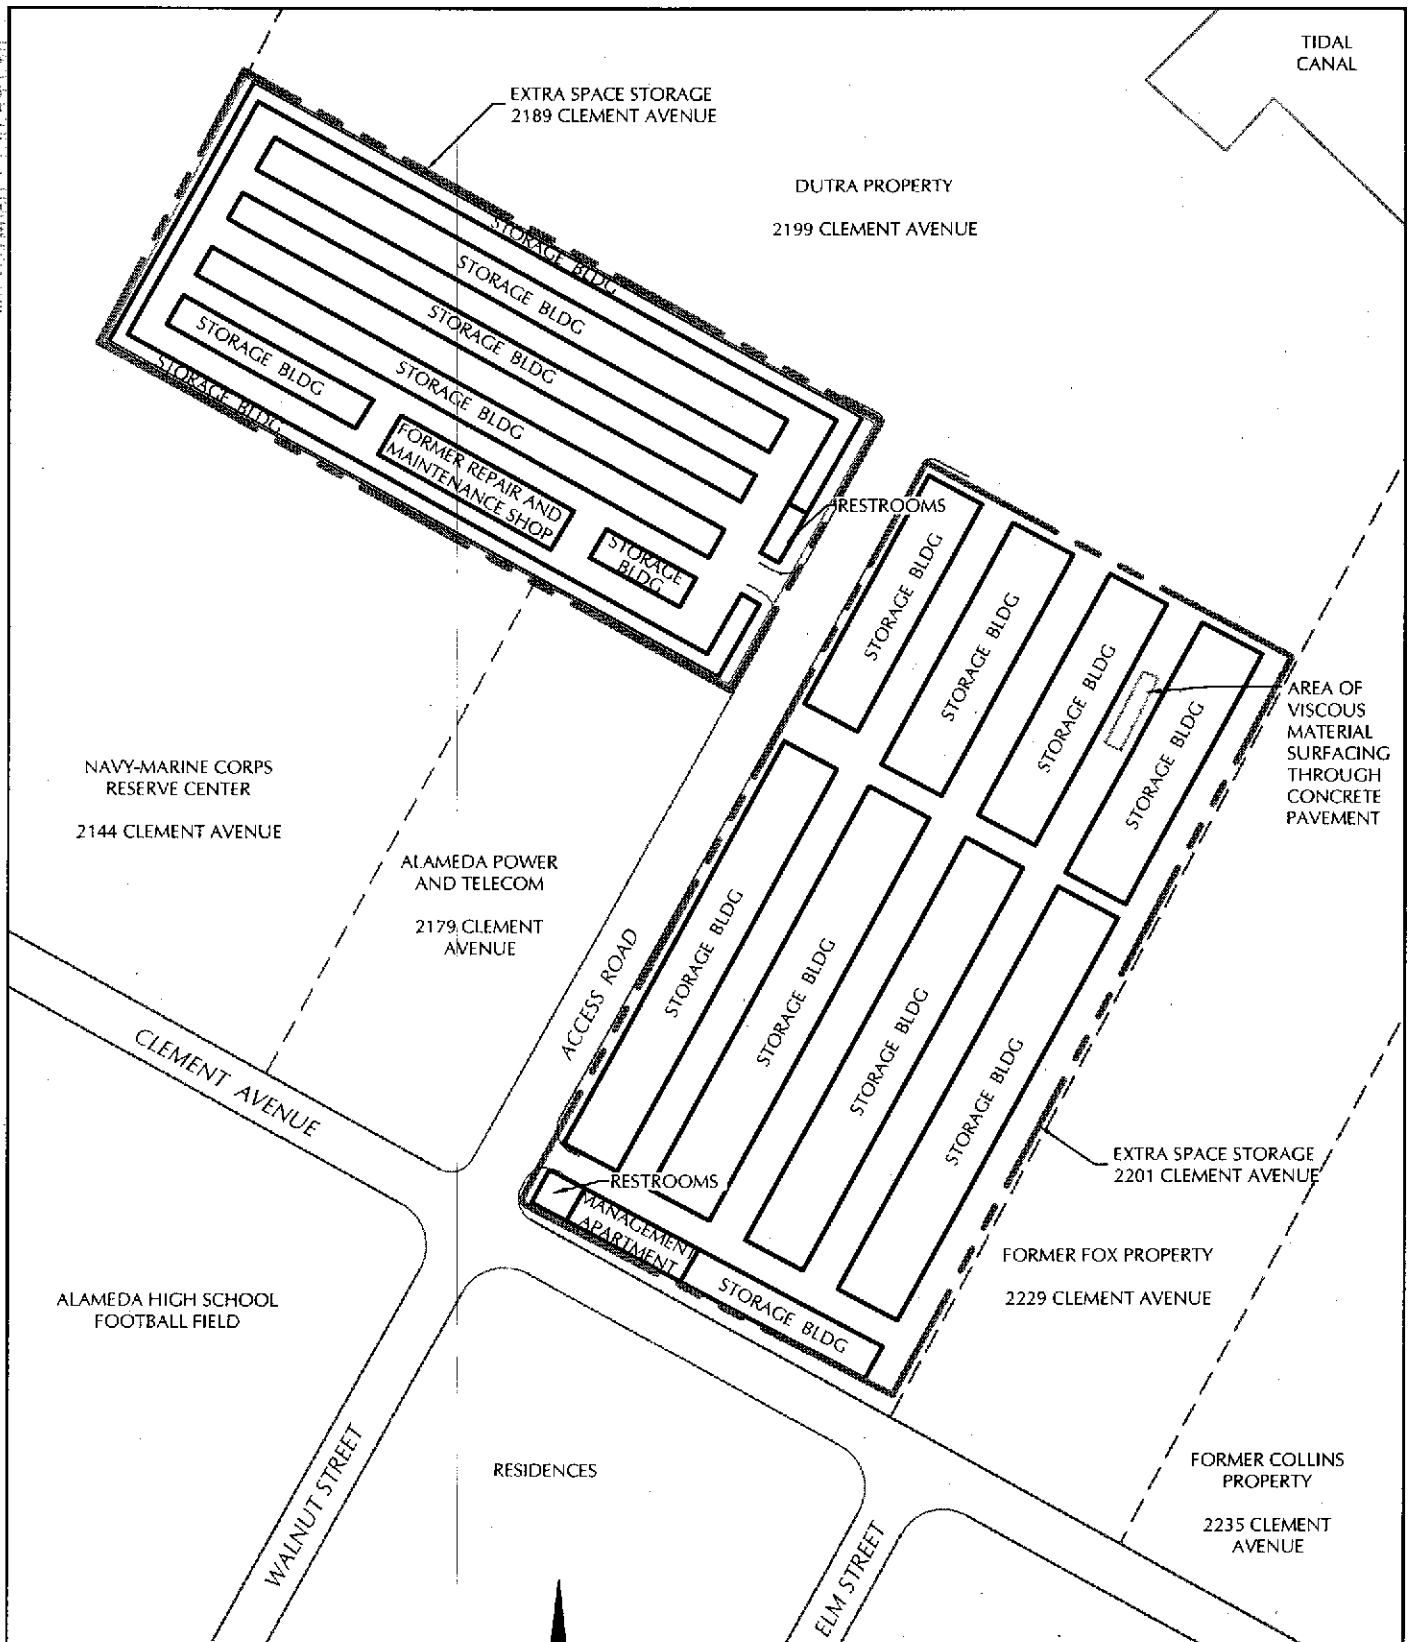 TIDAL
CANAL
EXTRA SPACE STORAGE
2189 CLEMENT AVENUE
DUTRA PROPERTY
2199 CLEMENT AVENUE
STORAGE BLDG
STORAGE BLDG
STORAGE BLDG
STORAGE BLDG
STORAGE BLDG
STORAGE BLDG
FORMER REPAIR AND
MAINTENANCE SHOP
STORAGE
BLDG
RESTROOMS
STORAGE BLDG
STORAGE BLDG
STORAGE BLDG
STORAGE BLDG
AREA OF
VISCOUS
MATERIAL
SURFACING
THROUGH
CONCRETE
PAVEMENT
NAVY-MARINE CORPS
RESERVE CENTER
2144 CLEMENT AVENUE
ALAMEDA POWER
AND TELECOM
2179 CLEMENT
AVENUE
ACCESS ROAD
STORAGE BLDG
STORAGE BLDG
STORAGE BLDG
STORAGE BLDG
CLEMENT AVENUE
EXTRA SPACE STORAGE
2201 CLEMENT AVENUE
RESTROOMS
MANAGEMENT
APARTMENT
STORAGE BLDG
FORMER FOX PROPERTY
2229 CLEMENT AVENUE
ALAMEDA HIGH SCHOOL
FOOTBALL FIELD
WALNUT STREET
RESIDENCES
ELM STREET
FORMER COLLINS
PROPERTY
2235 CLEMENT
AVENUE